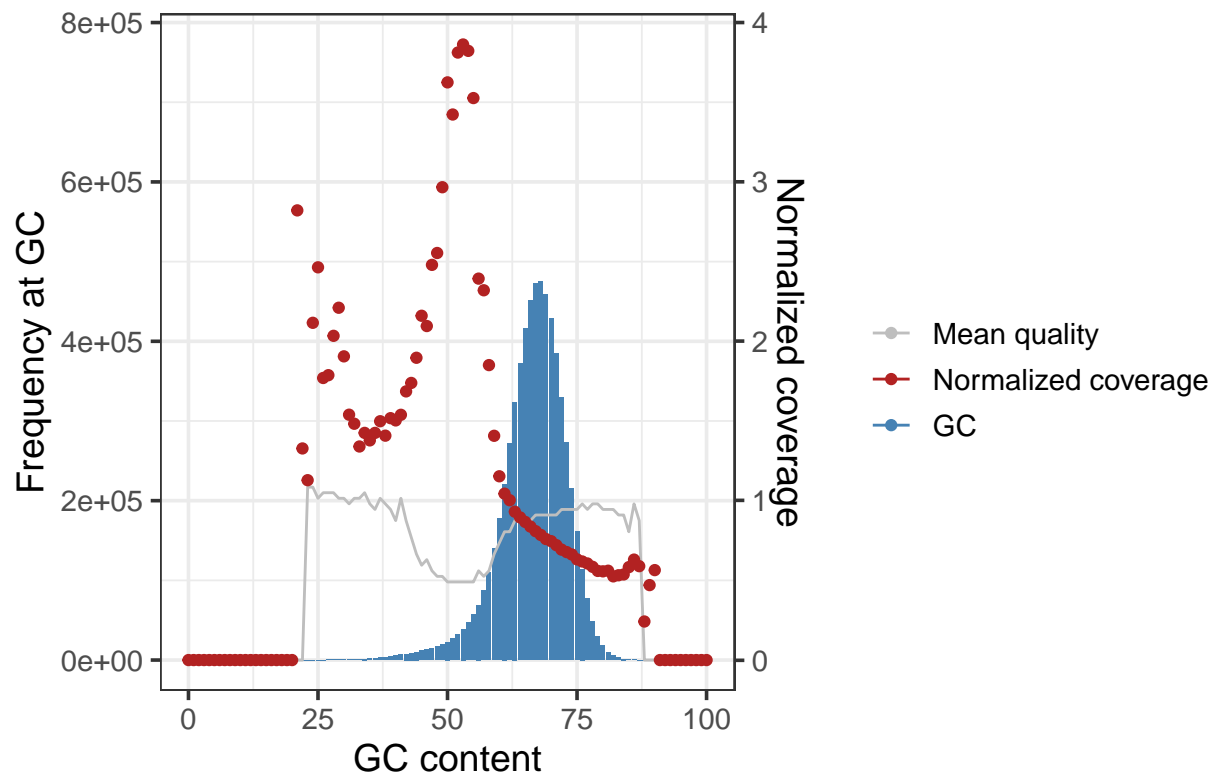 8e+05
6e+05
4e+05
2e+05
0e+00
Frequency at GC
4
3
2
1
0
Normalized coverage
0
25
50
75
100
GC content
Mean quality
Normalized coverage
GC